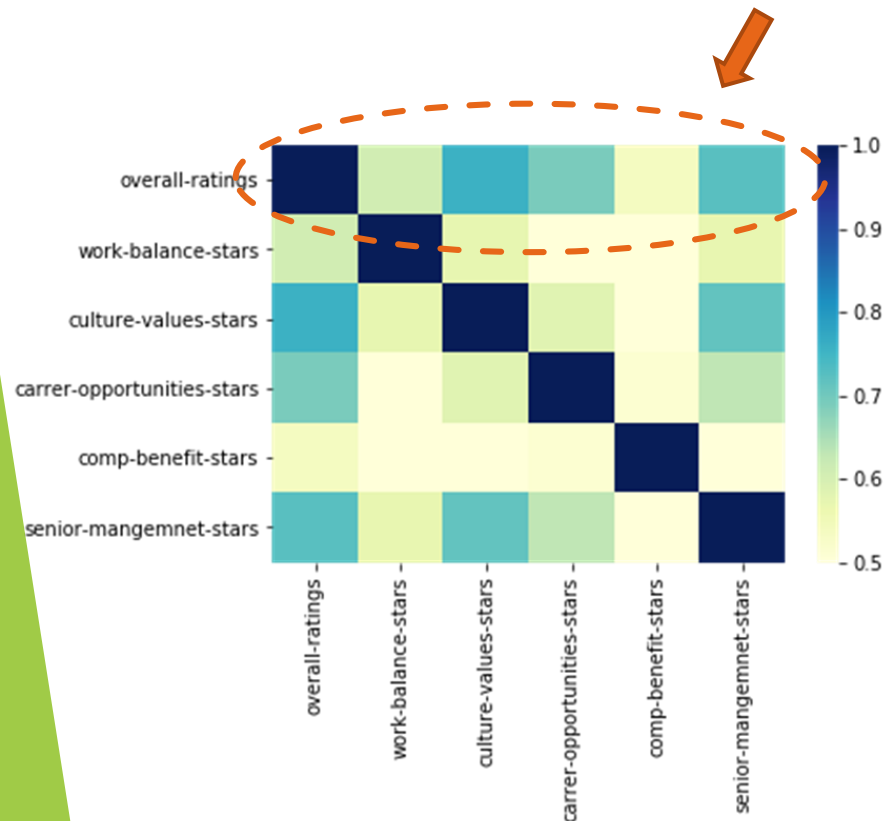 overall-ratings
work-balance-stars
culture-values-stars
carrer-opportunities-stars
comp-benefit-stars
senior-mangemnet-stars
1.0
0.9
0.8
0.7
0.6
0.5
overall-ratings
work-balance-stars
culture-values-stars
carrer-opportunities-stars
comp-benefit-stars
senior-mangemnet-stars